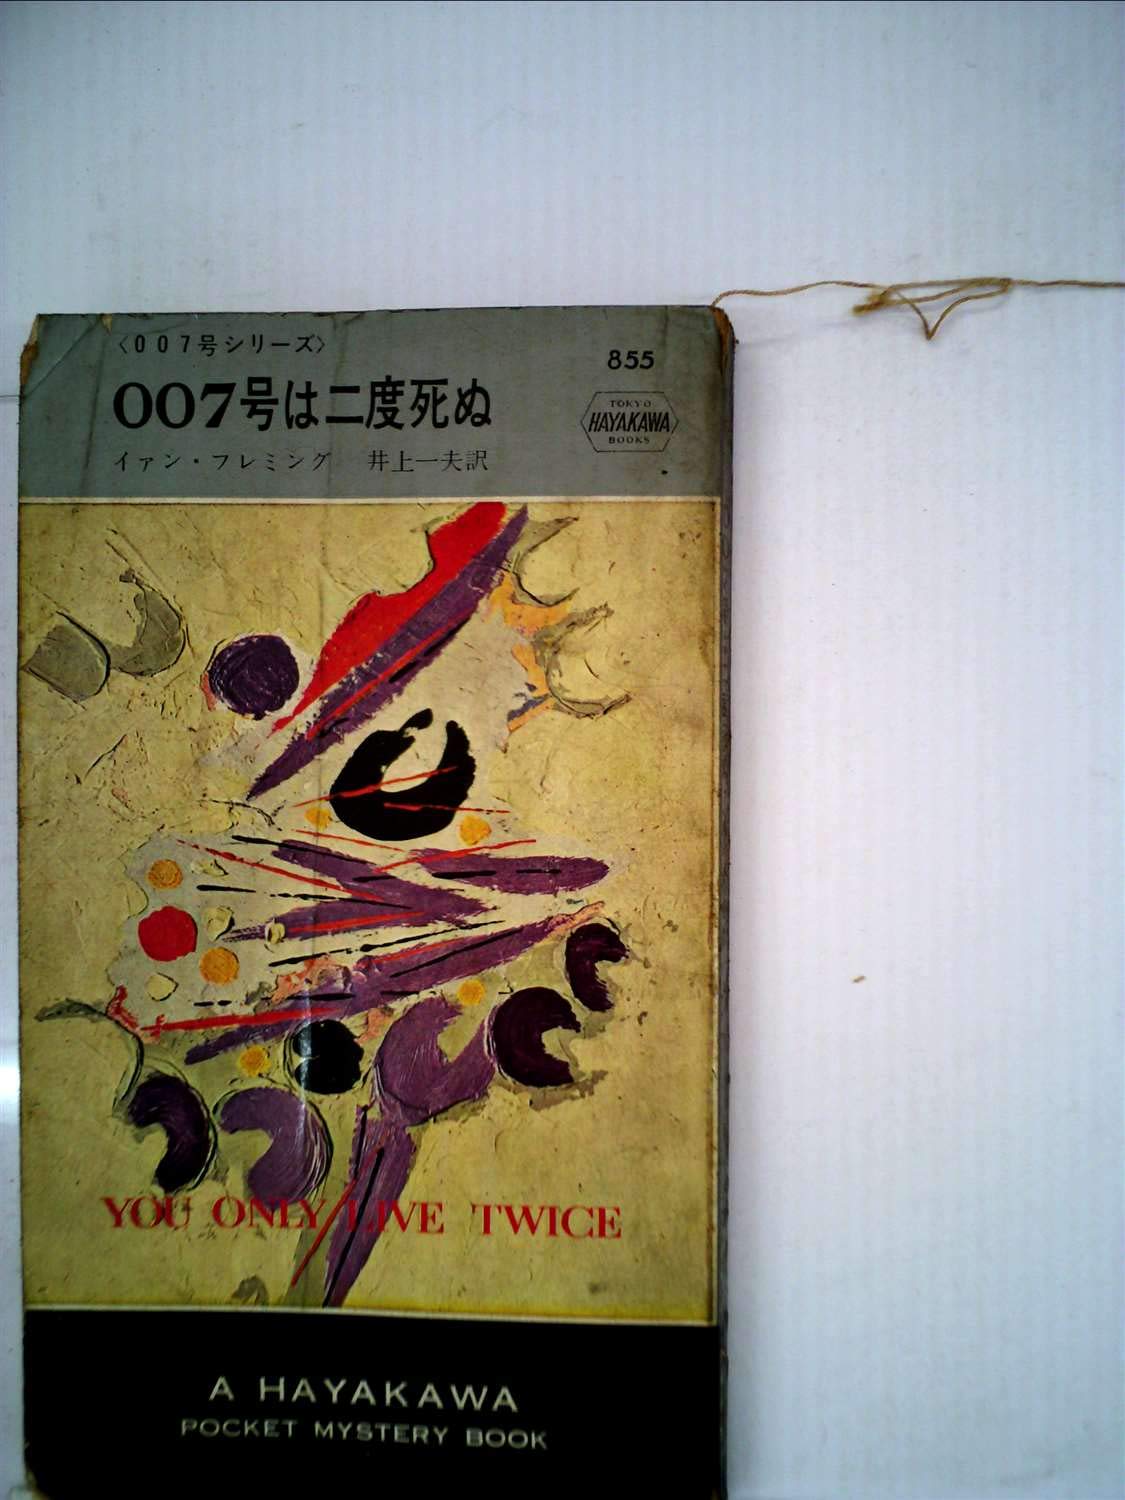 〈007号シリーズ〉
007号は二度死ぬ
イァン・フレミング 井上一夫訳
855
TOKYO
HAYAKAWA
BOOKS
YOU ONLY LIVE TWICE
A HAYAKAWA
POCKET MYSTERY BOOK